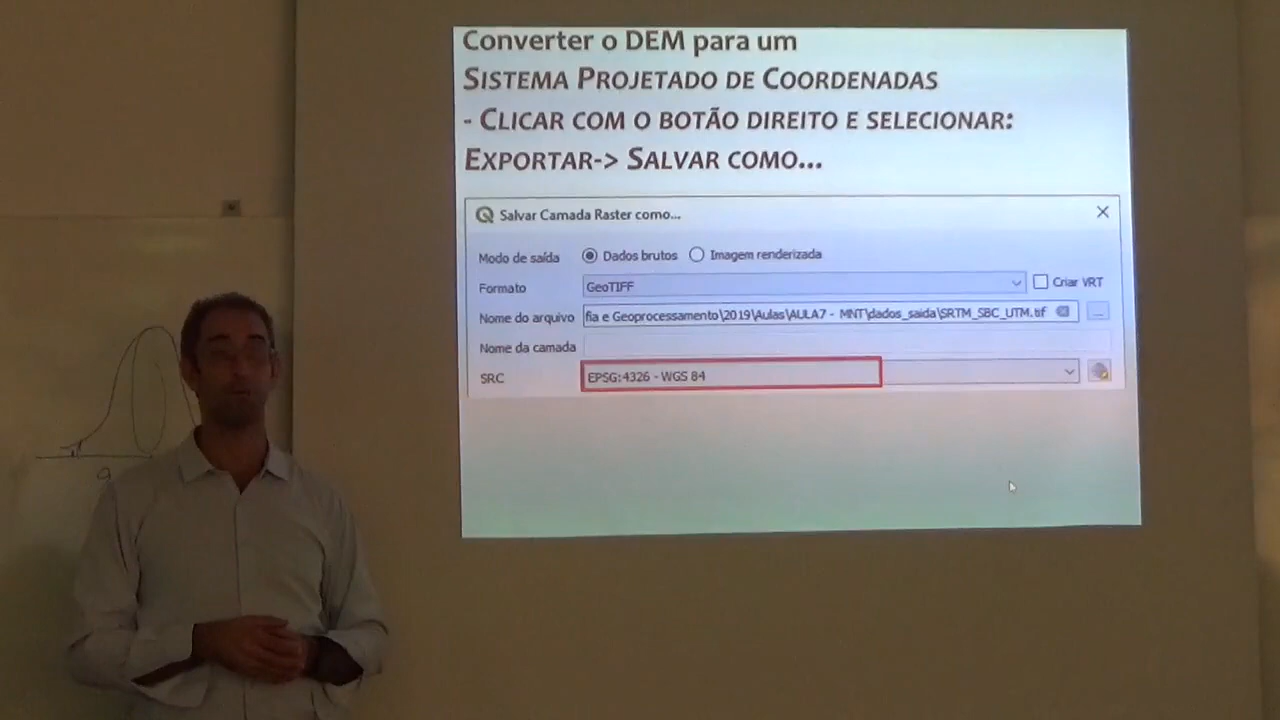 Converter o DEM para um
SISTEMA PROJETADO DE COORDENADAS
- CLICAR COM O BOTÃO DIREITO E SELECIONAR:
EXPORTAR-> SALVAR COMO...
Salvar Camada Raster como...
Modo de saída Dados brutos Imagem renderizada
Formato GeoTIFF Criar VRT
Nome do arquivo fia e Geoprocessamento\2019\Aulas\AULA7 - MNT\dados_saida\SRTM_SBC_UTM.tif ...
Nome da camada
SRC EPSG:4326 - WGS 84